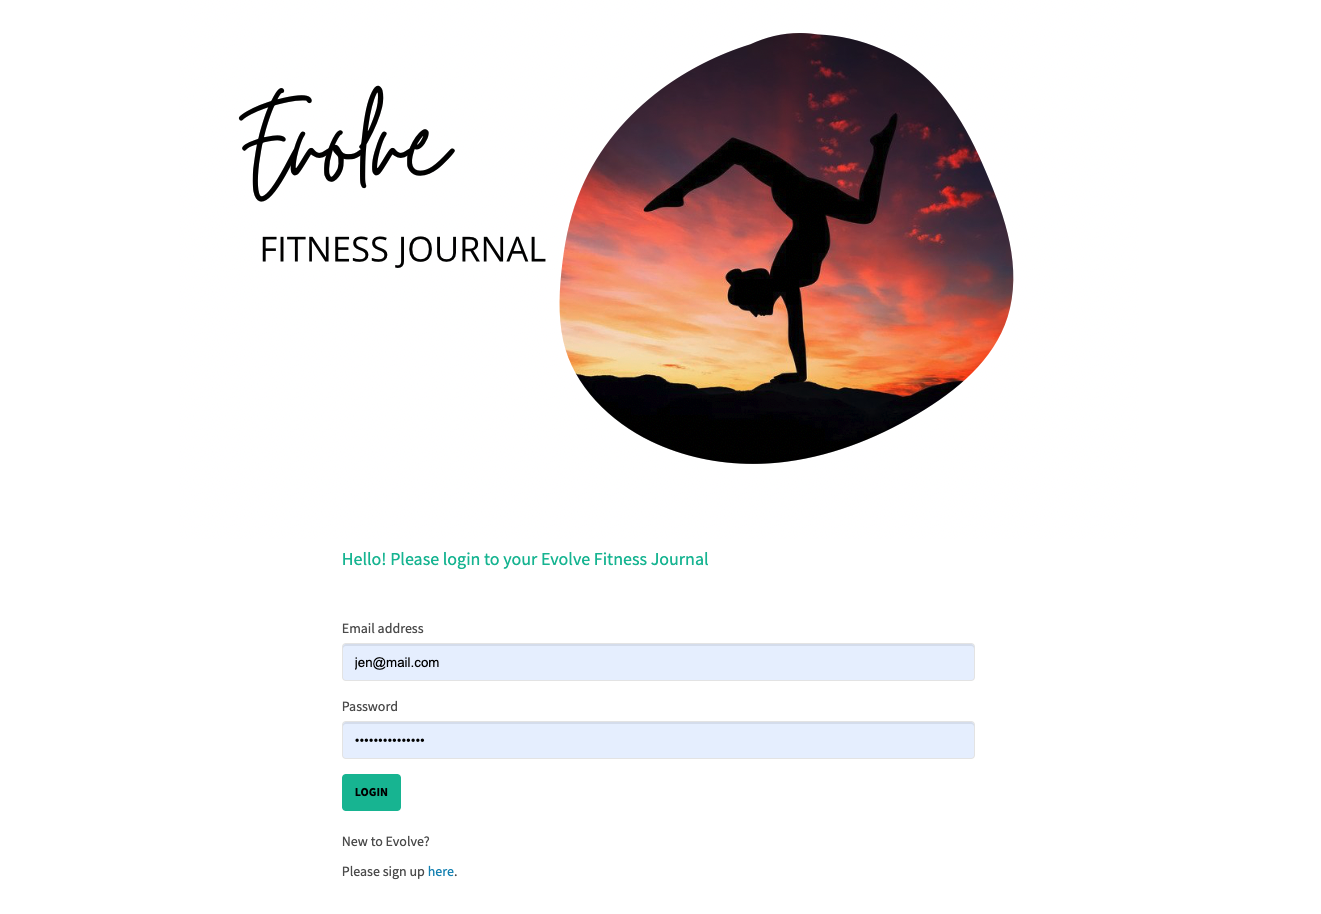 Evolve
FITNESS JOURNAL
Hello! Please login to your Evolve Fitness Journal
Email address
jen@mail.com
Password
•••••••••••••••
LOGIN
New to Evolve?
Please sign up here.